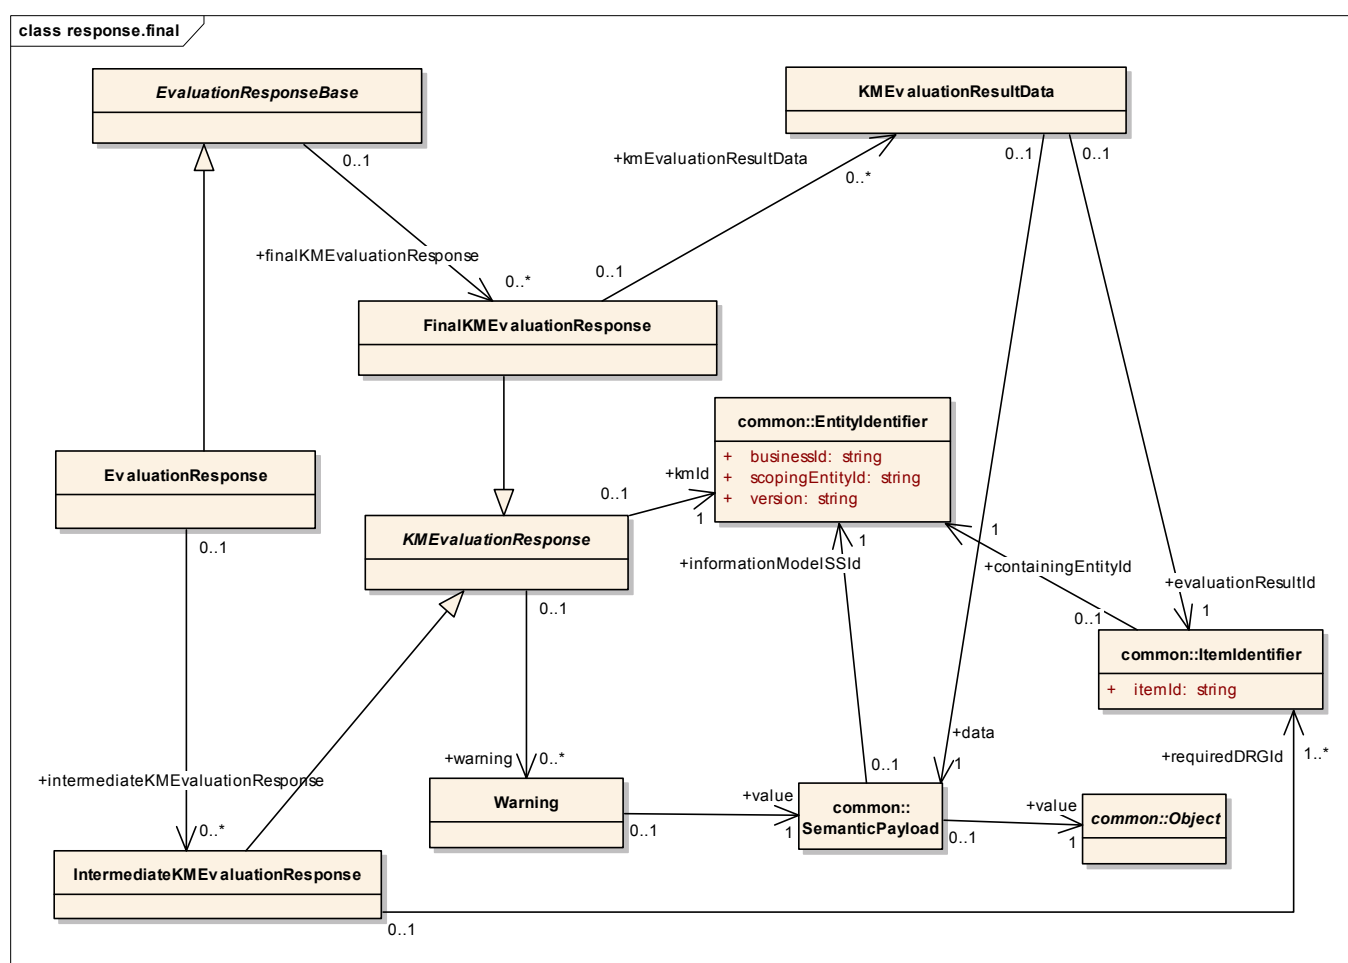 class response.final
EvaluationResponseBase
KMEvaluationResultData
0..1
+kmEvaluationResultData
0..*
0..1
0..1
+finalKMEvaluationResponse
0..*
0..1
FinalKMEvaluationResponse
common::EntityIdentifier
+ businessId: string
+ scopingEntityId: string
+ version: string
EvaluationResponse
0..1
+kmId
0..1
1
KMEvaluationResponse
0..1
+informationModelSSId
1
1
+containingEntityId
0..1
+evaluationResultId
1
common::ItemIdentifier
+ itemId: string
+warning
0..*
+data
1
0..1
+requiredDRGId
1..*
+intermediateKMEvaluationResponse
0..*
Warning
0..1
+value
1
common::
SemanticPayload
0..1
+value
1
common::Object
IntermediateKMEvaluationResponse
0..1